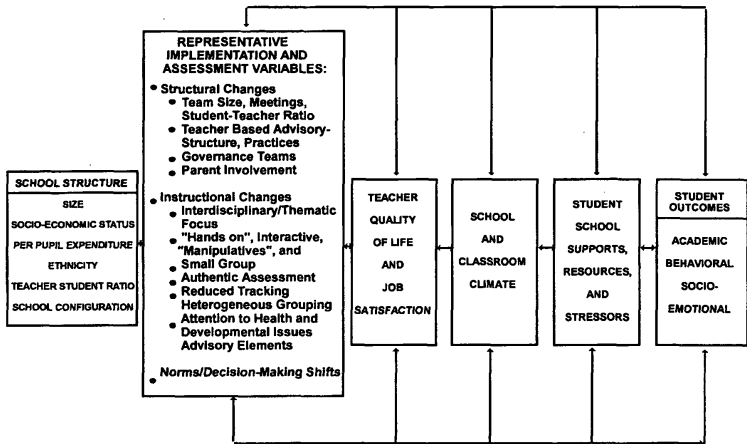 SCHOOL STRUCTURE
SIZE
SOCIO-ECONOMIC STATUS
PER PUPIL EXPENDITURE
ETHNICITY
TEACHER STUDENT RATIO
SCHOOL CONFIGURATION
REPRESENTATIVE
IMPLEMENTATION AND
ASSESSMENT VARIABLES:
• Structural Changes
• Team Size, Meetings,
Student-Teacher Ratio
• Teacher Based Advisory-
Structure, Practices
• Governance Teams
• Parent Involvement
• Instructional Changes
• Interdisciplinary/Thematic
Focus
• "Hands on", Interactive,
"Manipulatives", and
• Small Group
• Authentic Assessment
• Reduced Tracking
Heterogeneous Grouping
• Attention to Health and
• Developmental Issues
Advisory Elements
• Norms/Decision-Making Shifts
TEACHER
QUALITY
OF LIFE
AND
JOB
SATISFACTION
SCHOOL
AND
CLASSROOM
CLIMATE
STUDENT
SCHOOL
SUPPORTS,
RESOURCES,
AND
STRESSORS
STUDENT
OUTCOMES
ACADEMIC
BEHAVIORAL
SOCIO-
EMOTIONAL